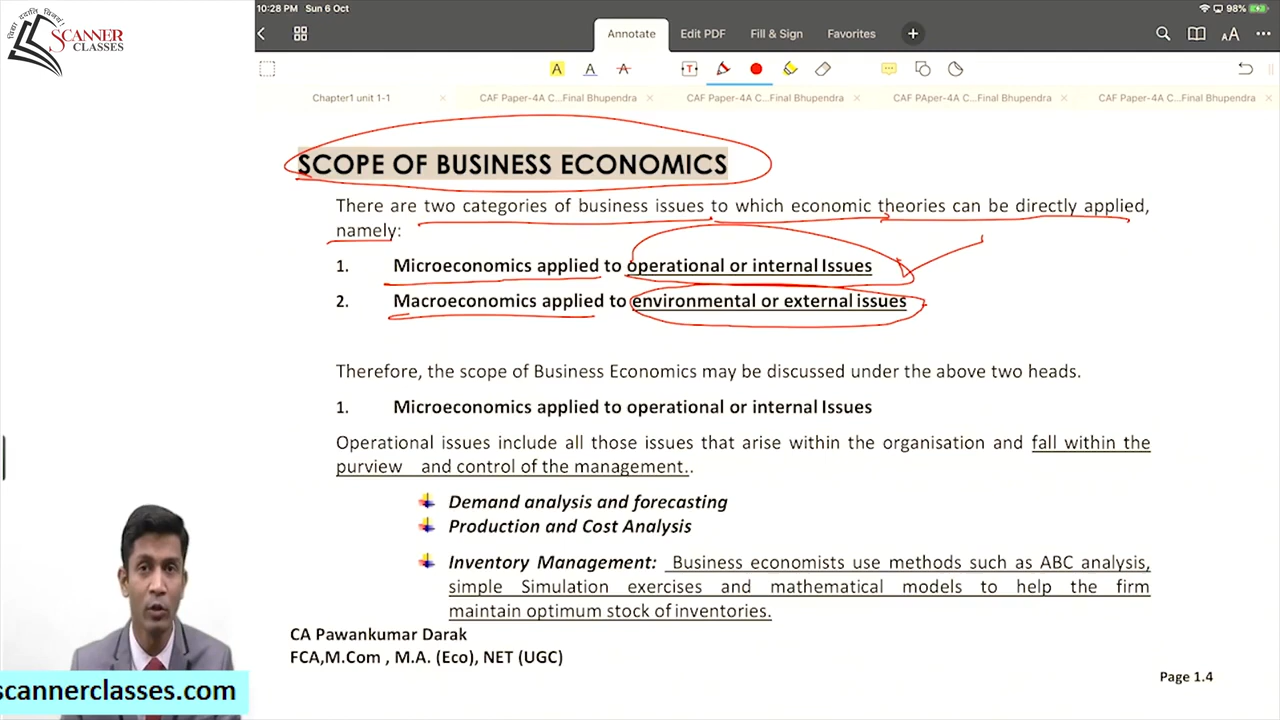 10:28 PM Sun 6 Oct
98%
विद्या ददाति विनयं
SCANNER
CLASSES
Annotate Edit PDF Fill & Sign Favorites
Chapter1 unit 1-1
CAF Paper-4A C...Final Bhupendra
CAF Paper-4A C...Final Bhupendra
CAF PAper-4A C...Final Bhupendra
CAF Paper-4A C...Final Bhupendra
SCOPE OF BUSINESS ECONOMICS
There are two categories of business issues to which economic theories can be directly applied,
namely:
1. Microeconomics applied to operational or internal Issues
2. Macroeconomics applied to environmental or external issues
Therefore, the scope of Business Economics may be discussed under the above two heads.
1. Microeconomics applied to operational or internal Issues
Operational issues include all those issues that arise within the organisation and fall within the
purview and control of the management..
Demand analysis and forecasting
Production and Cost Analysis
Inventory Management: Business economists use methods such as ABC analysis,
simple Simulation exercises and mathematical models to help the firm
maintain optimum stock of inventories.
CA Pawankumar Darak
FCA,M.Com , M.A. (Eco), NET (UGC)
Page 1.4
scannerclasses.com